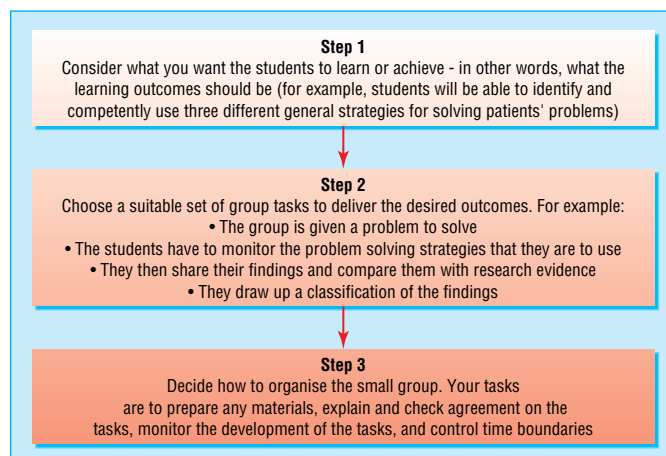 Step 1
Consider what you want the students to learn or achieve - in other words, what the
learning outcomes should be (for example, students will be able to identify and
competently use three different general strategies for solving patients' problems)
Step 2
Choose a suitable set of group tasks to deliver the desired outcomes. For example:
• The group is given a problem to solve
• The students have to monitor the problem solving strategies that they are to use
• They then share their findings and compare them with research evidence
• They draw up a classification of the findings
Step 3
Decide how to organise the small group. Your tasks
are to prepare any materials, explain and check agreement on the
tasks, monitor the development of the tasks, and control time boundaries